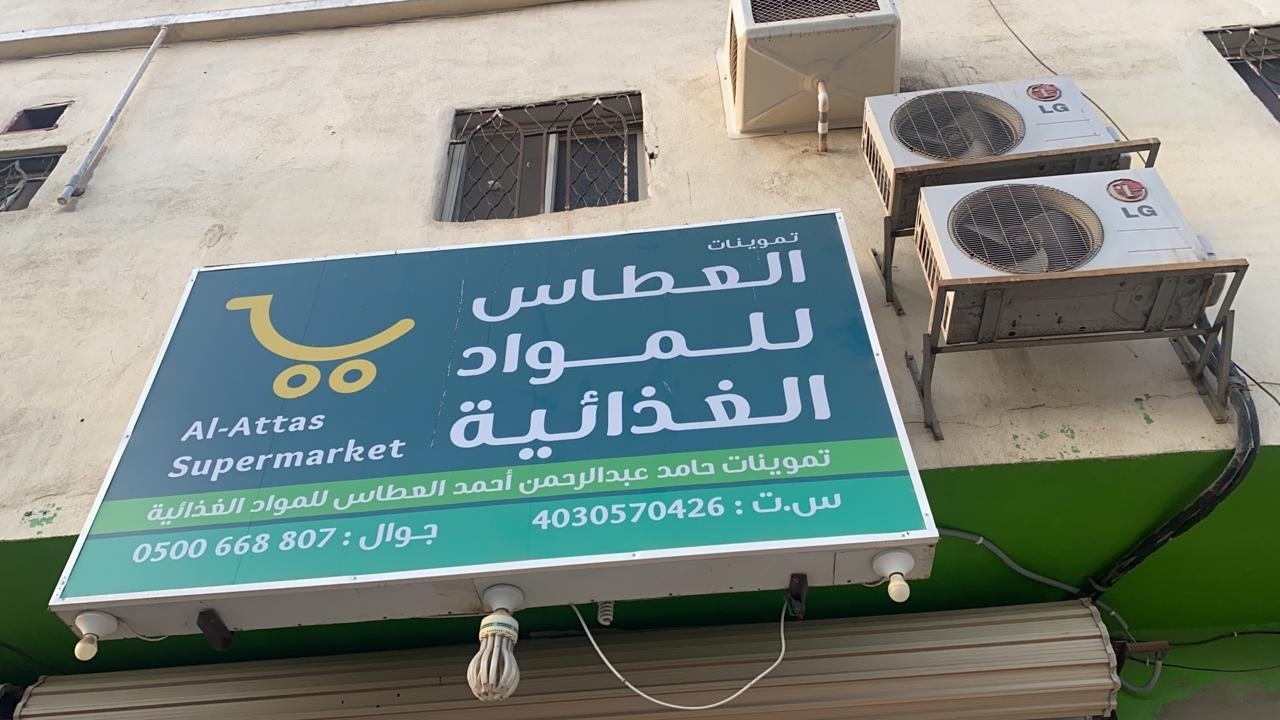 تموينات
العطاس
للمواد
الغذائية
Al-Attas
Supermarket
تموينات حامد عبدالرحمن أحمد العطاس للمواد الغذائية
س.ت : 4030570426
جوال : 0500 668 807
LG
LG